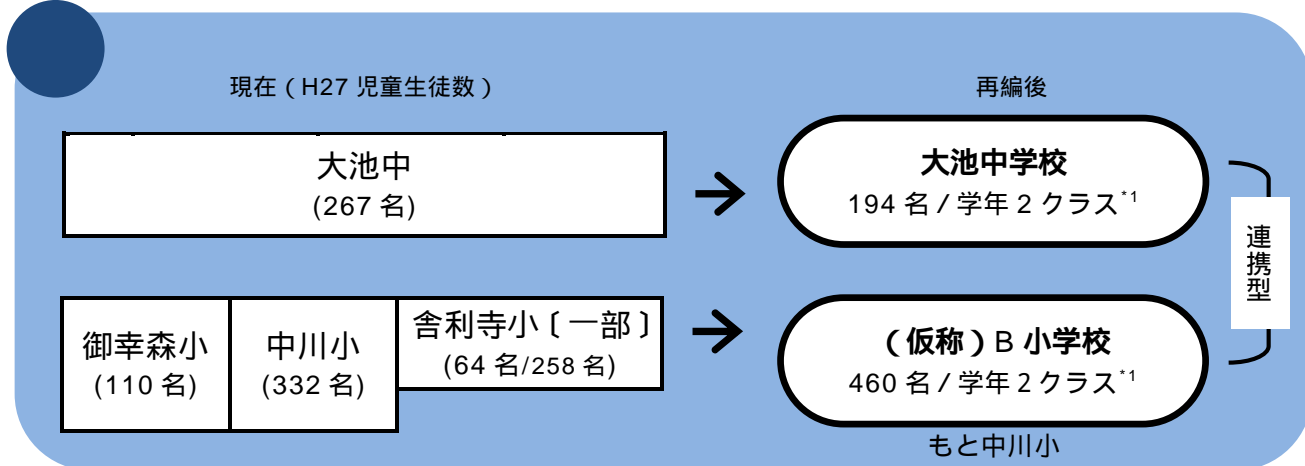 現在（H27 児童生徒数）
再編後
大池中
(267 名)
大池中学校
194 名 / 学年 2 クラス*1
連携型
御幸森小
(110 名)
中川小
(332 名)
舎利寺小〔一部〕
(64 名/258 名)
（仮称）B 小学校
460 名 / 学年 2 クラス*1
もと中川小